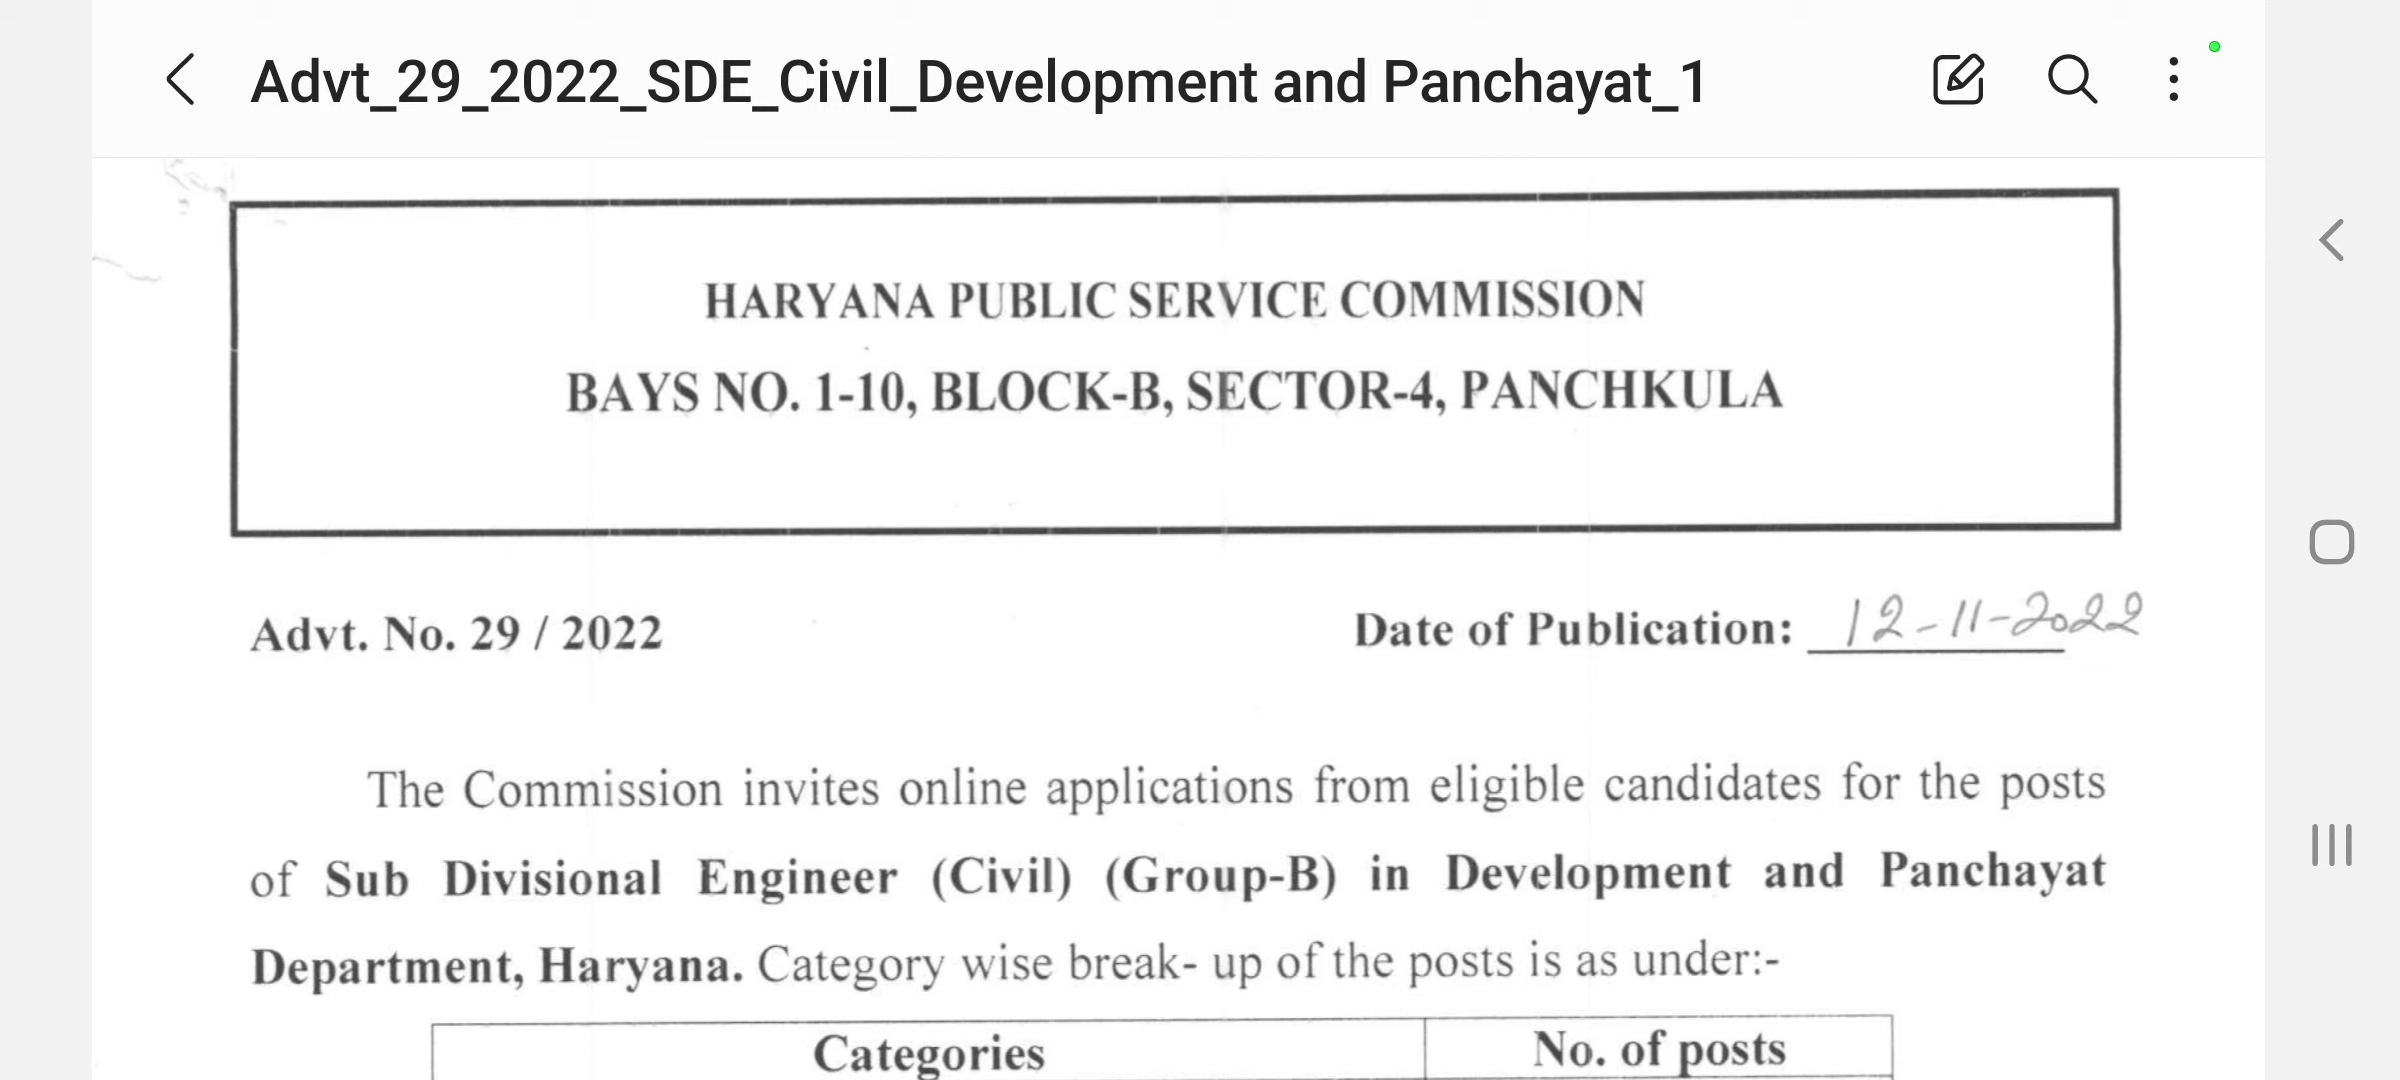 Advt_29_2022_SDE_Civil_Development and Panchayat_1
HARYANA PUBLIC SERVICE COMMISSION
BAYS NO. 1-10, BLOCK-B, SECTOR-4, PANCHKULA
Advt. No. 29 / 2022 Date of Publication: 12-11-2022
The Commission invites online applications from eligible candidates for the posts
of Sub Divisional Engineer (Civil) (Group-B) in Development and Panchayat
Department, Haryana. Category wise break- up of the posts is as under:-
Categories No. of posts